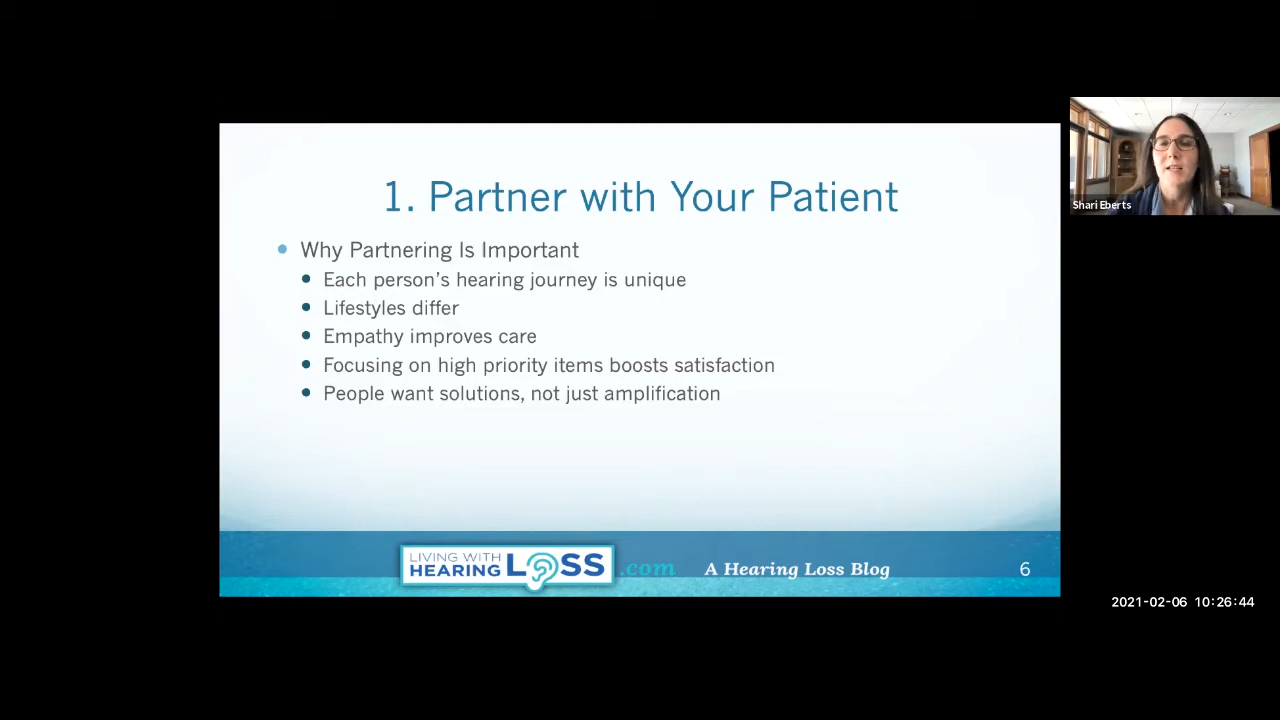 1. Partner with Your Patient
Why Partnering Is Important
Each person's hearing journey is unique
Lifestyles differ
Empathy improves care
Focusing on high priority items boosts satisfaction
People want solutions, not just amplification
LIVING WITH
HEARING LOSS
.com
A Hearing Loss Blog
6
Shari Eberts
2021-02-06 10:26:44